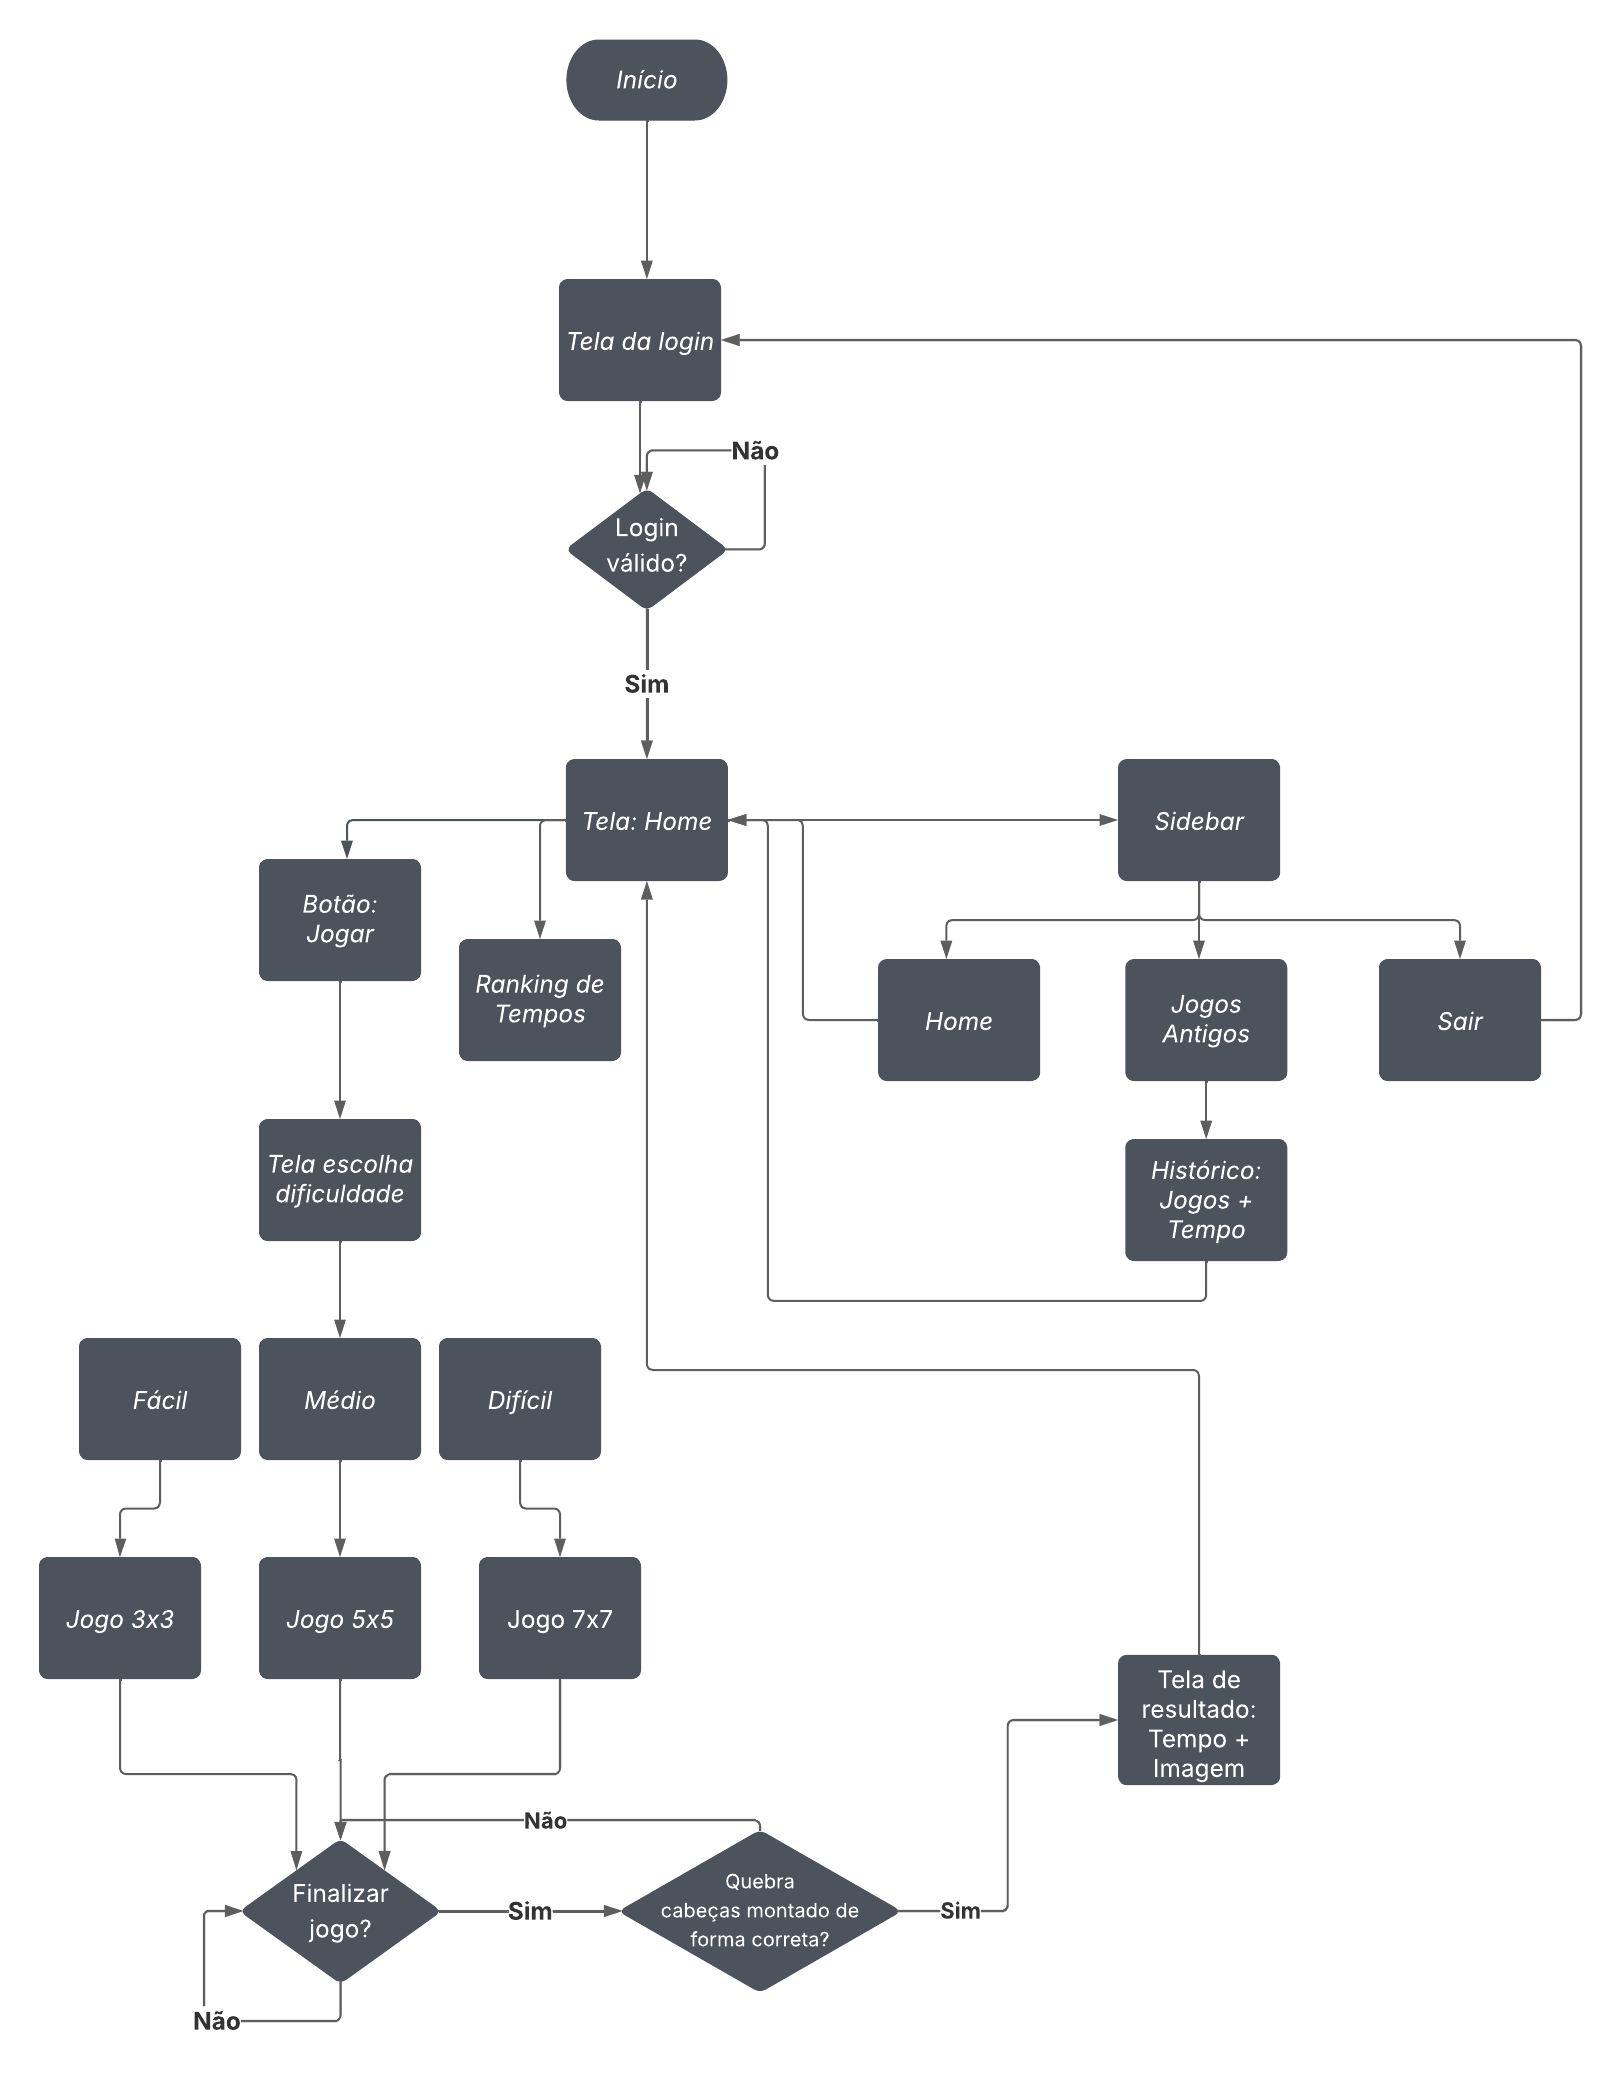 Início
Tela da login
Não
Login
válido?
Sim
Tela: Home
Sidebar
Botão:
Jogar
Ranking de
Tempos
Home
Jogos
Antigos
Sair
Tela escolha
dificuldade
Histórico:
Jogos +
Tempo
Fácil
Médio
Difícil
Jogo 3x3
Jogo 5x5
Jogo 7x7
Tela de
resultado:
Tempo +
Imagem
Não
Finalizar
jogo?
Sim
Quebra
cabeças montado de
forma correta?
Sim
Não